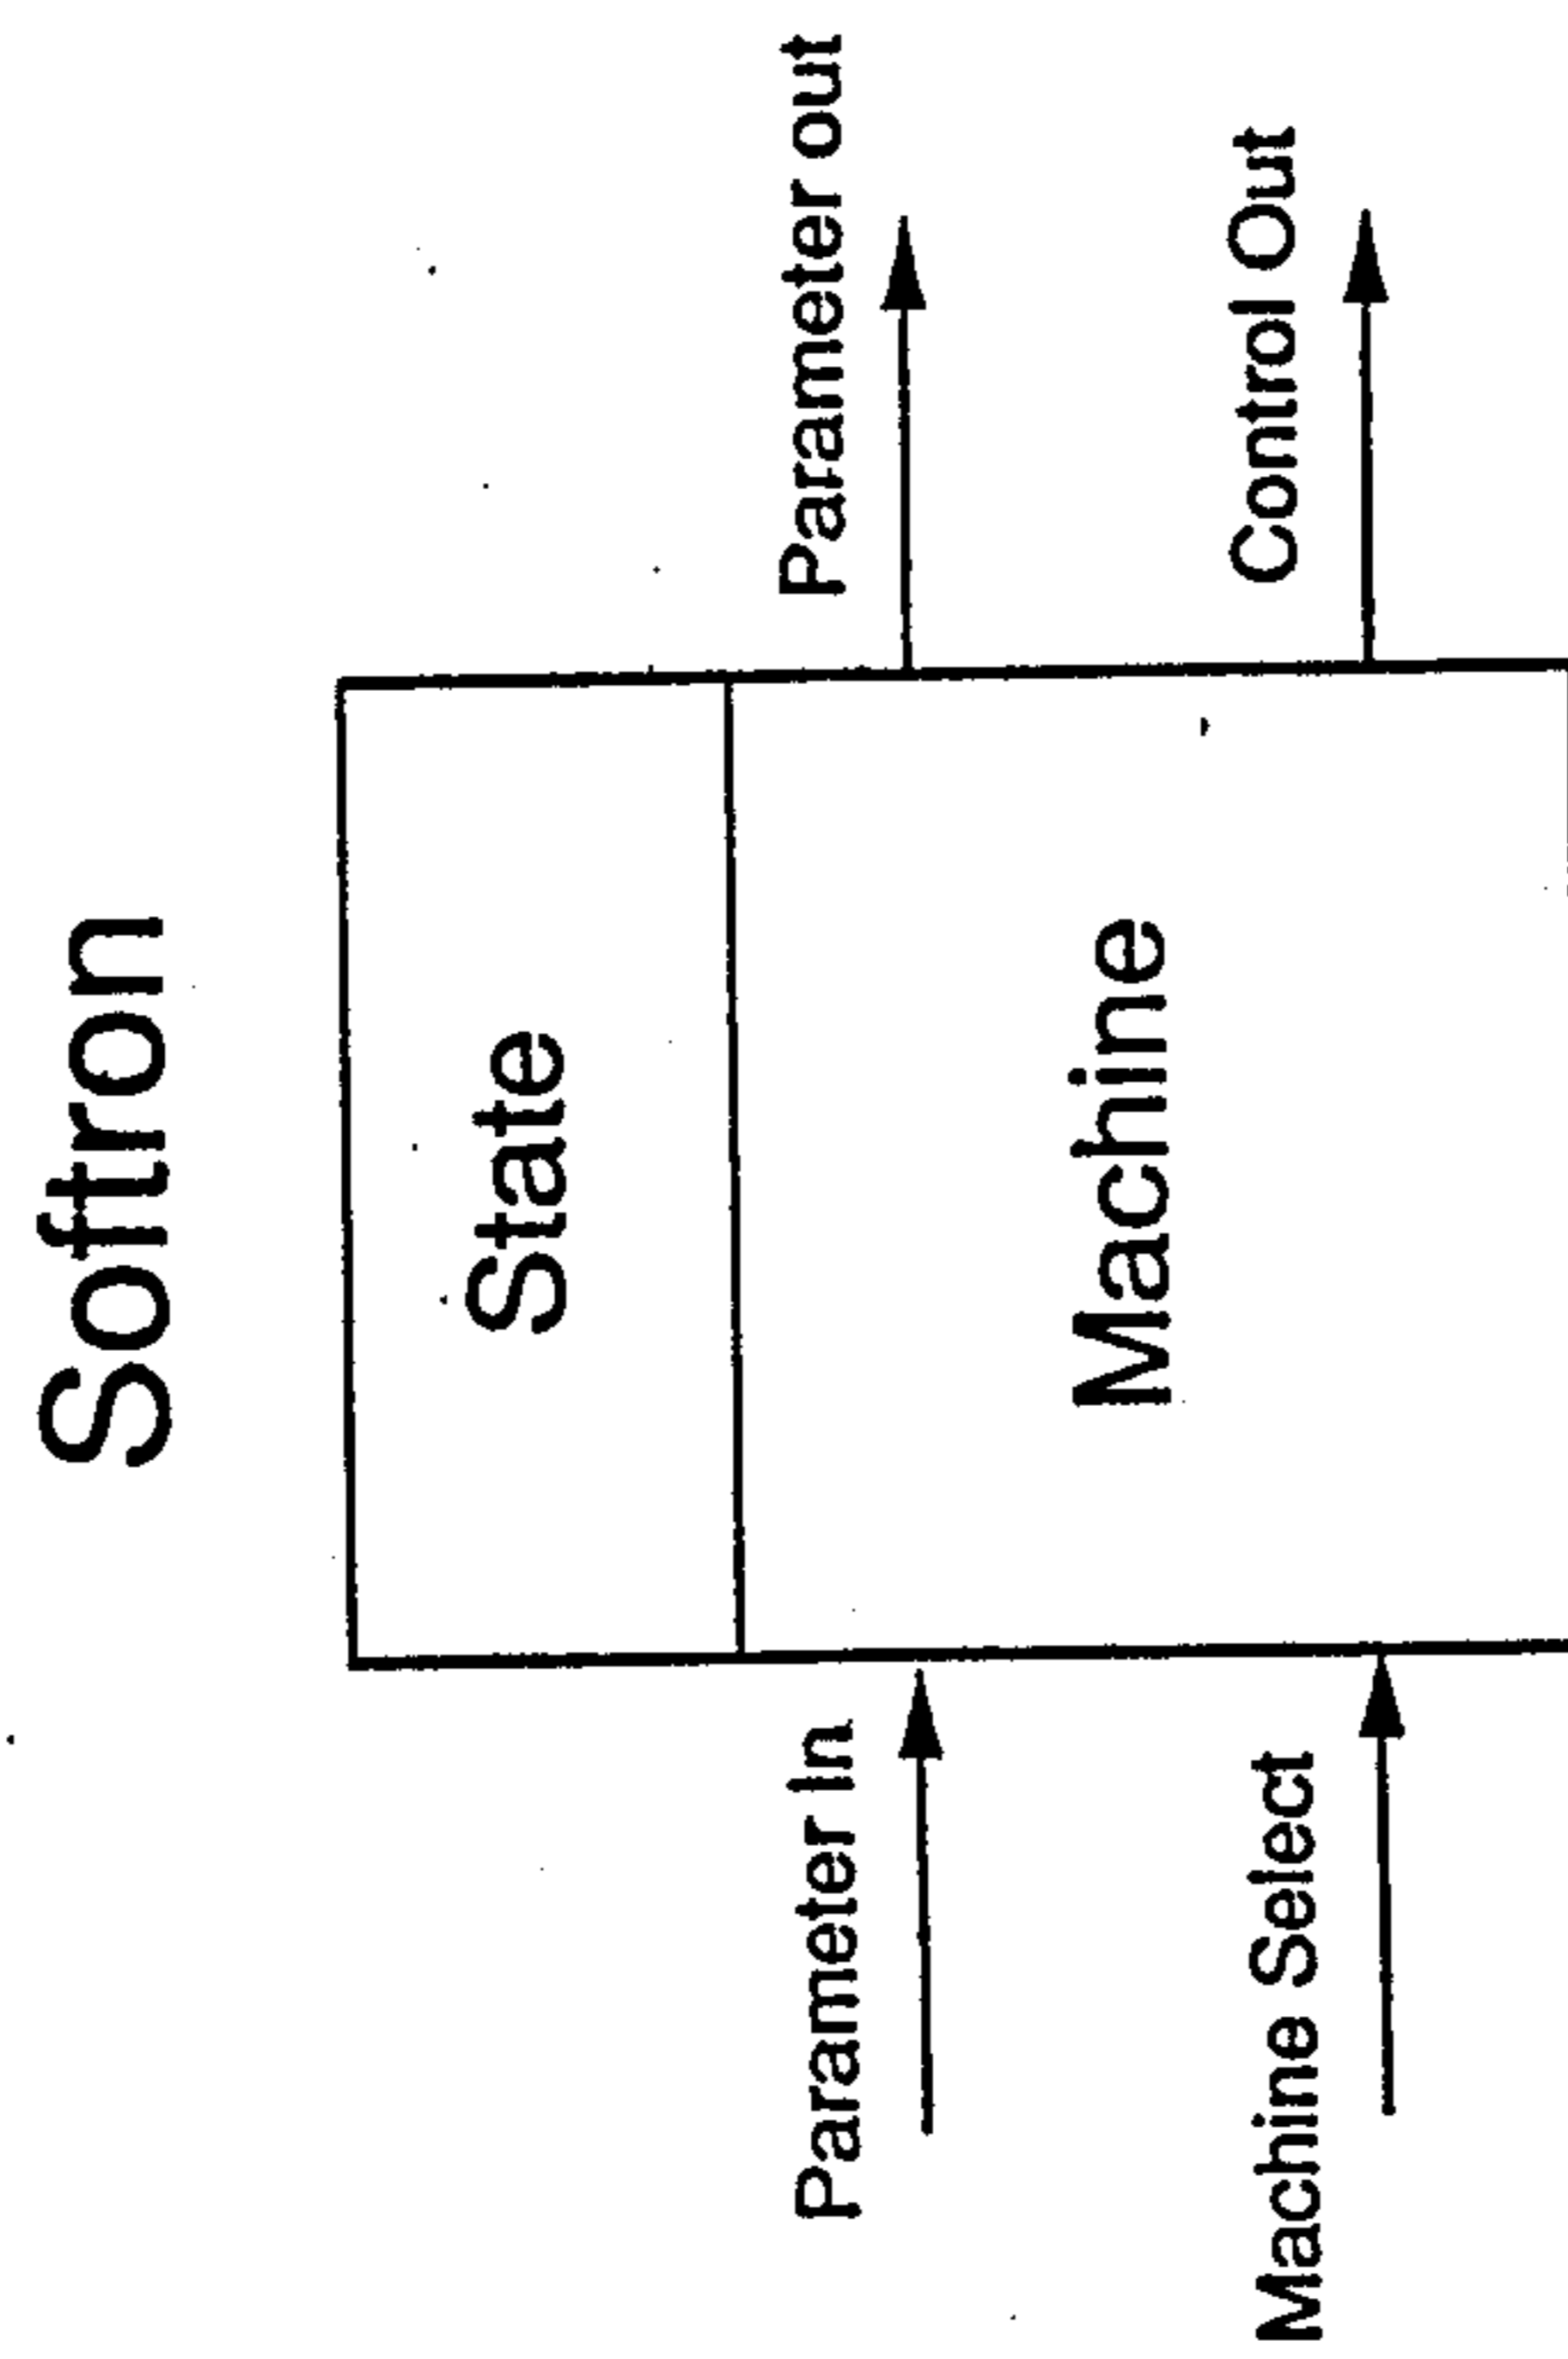 Softron
State
Parameter In
Parameter out
Machine
Machine Select
Control Out